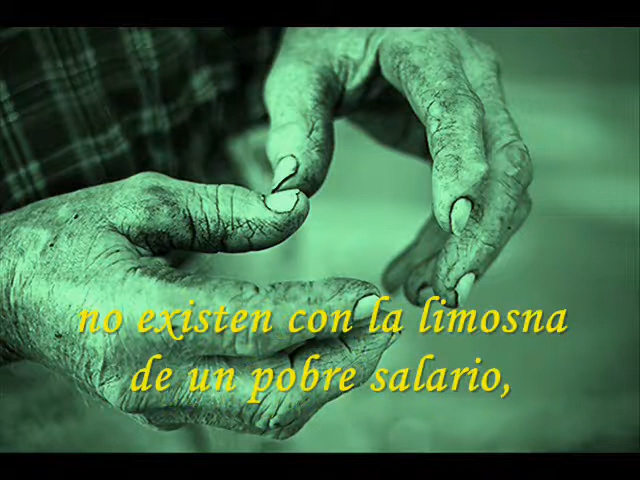 no existen con la limosna
de un pobre salario,